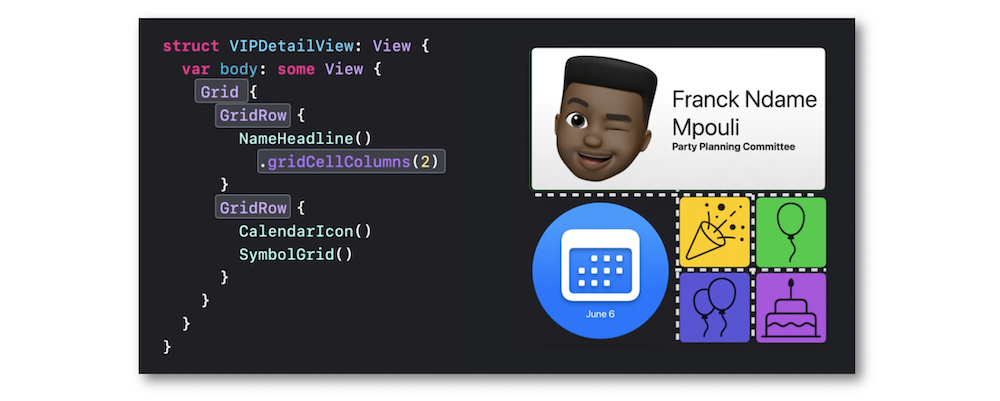 struct VIPDetailView: View {
var body: some View {
Grid {
GridRow {
NameHeadline()
.gridCellColumns(2)
}
GridRow {
CalendarIcon()
SymbolGrid()
}
}
}
}
Franck Ndame
Mpouli
Party Planning Committee
June 6